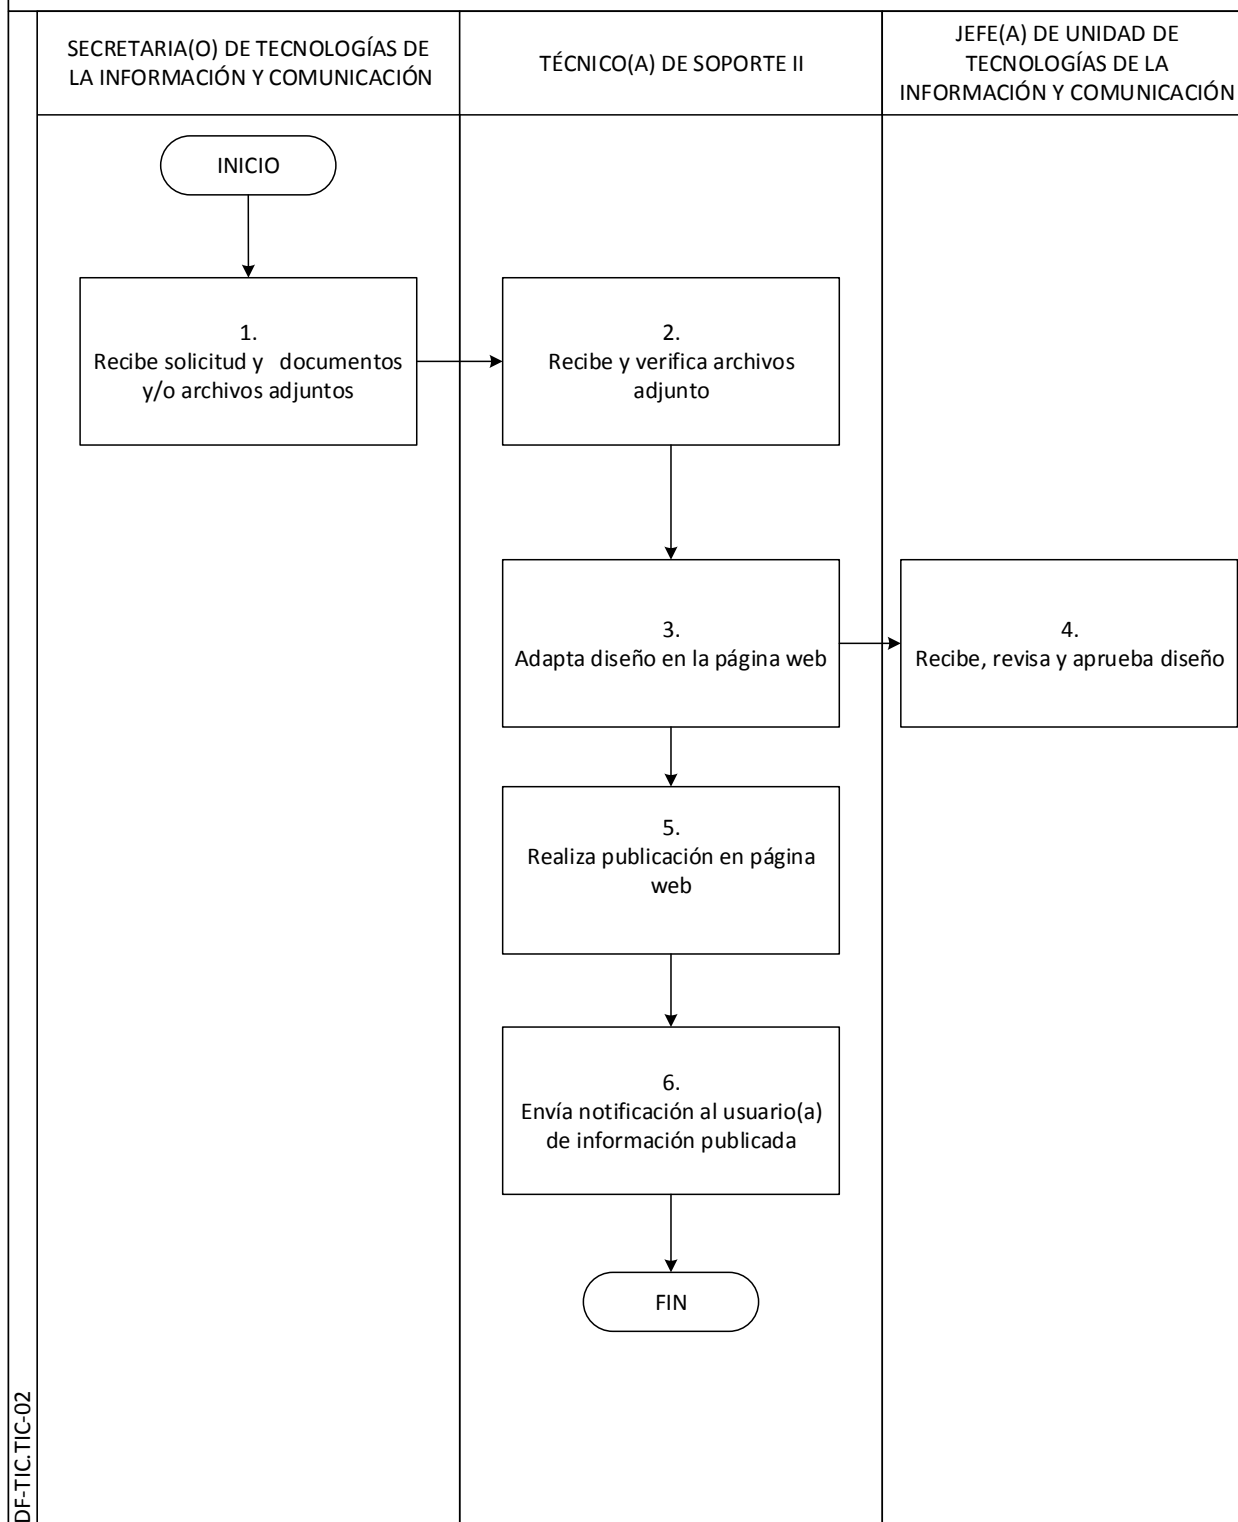 SECRETARIA(O) DE TECNOLOGÍAS DE
LA INFORMACIÓN Y COMUNICACIÓN
TÉCNICO(A) DE SOPORTE II
JEFE(A) DE UNIDAD DE
TECNOLOGÍAS DE LA
INFORMACIÓN Y COMUNICACIÓN
INICIO
1.
Recibe solicitud y documentos
y/o archivos adjuntos
2.
Recibe y verifica archivos
adjunto
3.
Adapta diseño en la página web
4.
Recibe, revisa y aprueba diseño
5.
Realiza publicación en página
web
6.
Envía notificación al usuario(a)
de información publicada
FIN
DF-TIC.TIC-02